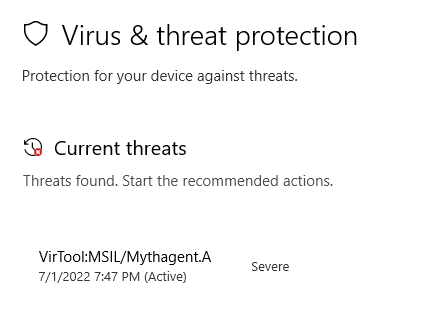 Virus & threat protection
Protection for your device against threats.
Current threats
Threats found. Start the recommended actions.
VirTool:MSIL/Mythagent.A
Severe
7/1/2022 7:47 PM (Active)